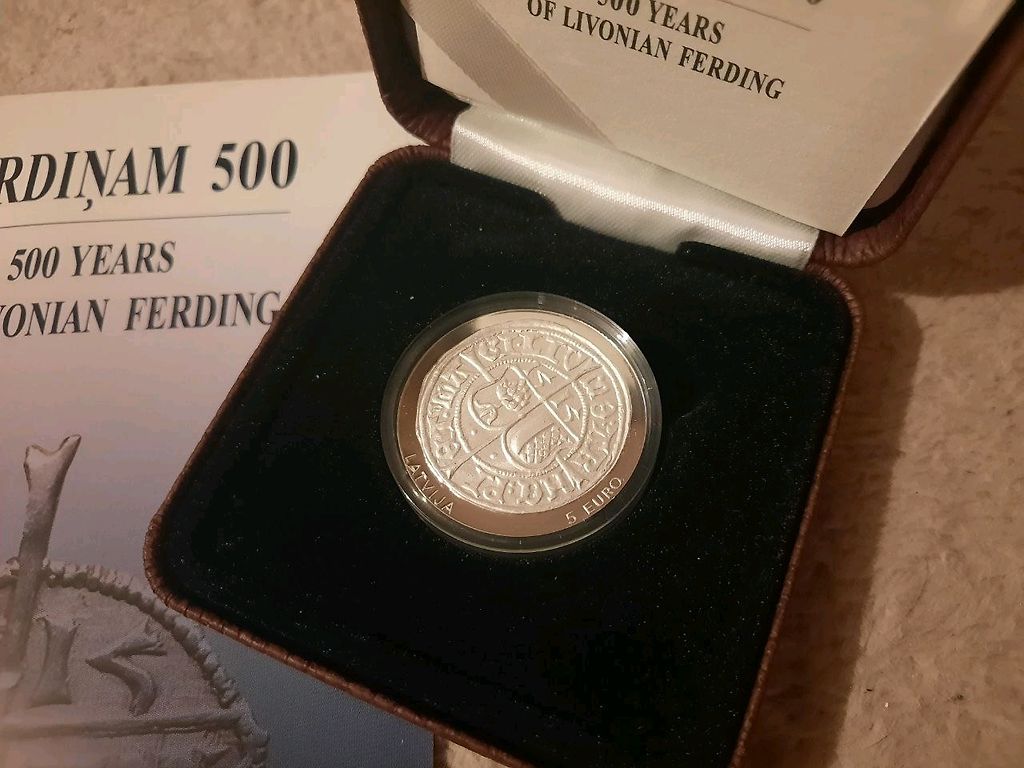 RDIŅAM 500
500 YEARS
VONIAN FERDING
500 YEARS
OF LIVONIAN FERDING
LATVIJA
5 EURO